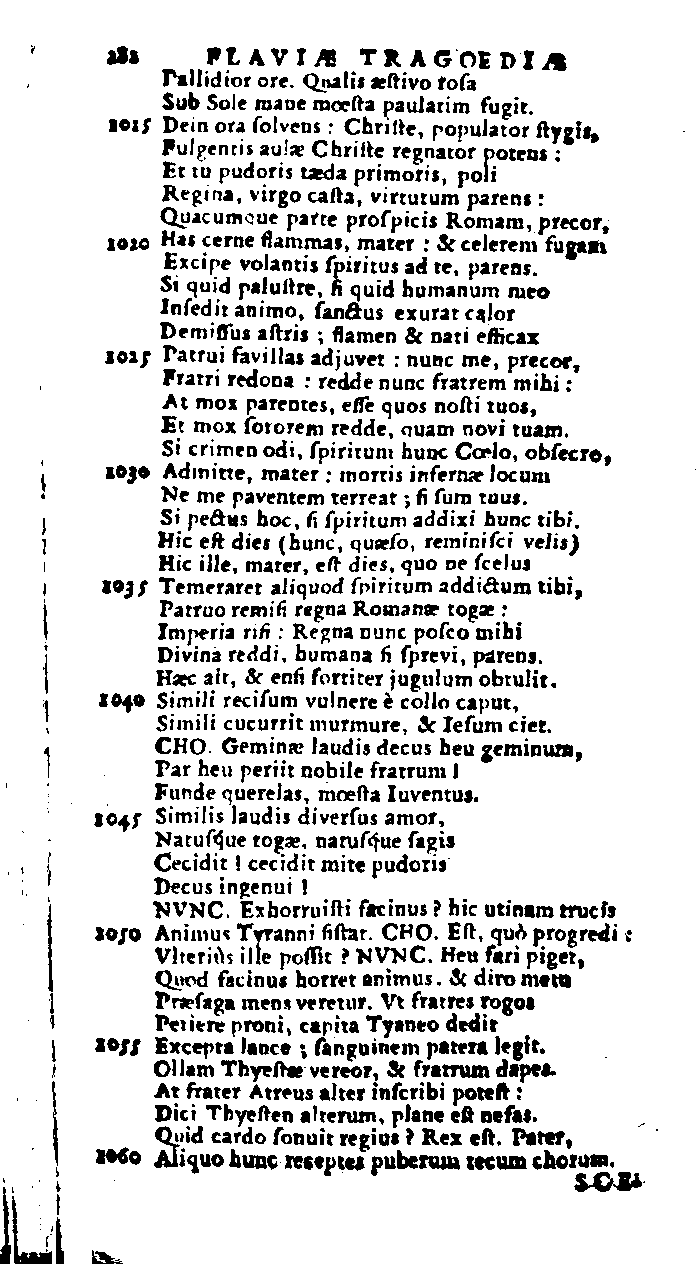 282 FLAVIÆ TRAGOEDIÆ
Pallidior ore. Qualis æſtivo roſa
Sub Sole mane mœſta paulatim fugit.
1015 Dein ora ſolvens : Chriſte, populator ſtygis,
Fulgentis aulæ Chriſte regnator potens :
Et tu pudoris tæda primoris, poli
Regina, virgo caſta, virtutum parens :
Quacumque parte proſpicis Romam, precor,
1020 Has cerne flammas, mater : & celerem fugam
Excipe volantis ſpiritus ad te, parens.
Si quid paluſtre, ſi quid humanum meo
Inſedit animo, ſanctus exurat calor
Demiſſus aſtris ; flamen & nati efficax
1025 Patrui favillas adjuvet : nunc me, precor,
Fratri redona : redde nunc fratrem mihi :
At mox parentes, eſſe quos noſti tuos,
Et mox ſororem redde, quam novi tuam.
Si crimen odi, ſpiritum hunc Cœlo, obſecro,
1030 Admitte, mater : mortis infernæ locum
Ne me paventem terreat ; ſi ſum tuus.
Si pectus hoc, ſi ſpiritum addixi hunc tibi.
Hic eſt dies (hunc, quæſo, reminiſci velis)
Hic ille, mater, eſt dies, quo ne ſcelus
1035 Temeraret aliquod ſpiritum addictum tibi,
Patruo remiſi regna Romanæ togæ :
Imperia riſi : Regna nunc poſco mihi
Divina reddi, humana ſi ſprevi, parens.
Hæc ait, & enſi fortiter jugulum obtulit.
1040 Simili reciſum vulnere è collo caput,
Simili cucurrit murmure, & Ieſum ciet.
CHO. Geminæ laudis decus heu geminum,
Par heu periit nobile fratrum !
Funde querelas, mœſta Iuventus.
1045 Similis laudis diverſus amor,
Natuſque togæ, natuſque ſagis
Cecidit ! cecidit mite pudoris
Decus ingenui !
NVNC. Exhorruiſti facinus ? hic utinam trucis
1050 Animus Tyranni ſiſtat. CHO. Eſt, quò progredi :
Vlteriùs ille poſſit ? NVNC. Heu fari piget,
Quod facinus horret animus. & diro metu
Præſaga mens veretur. Vt fratres rogos
Petiere proni, capita Tyaneo dedit
1055 Excepta lance ; ſanguinem patera legit.
Ollam Thyeſtæ vereor, & fratrum dapes.
At frater Atreus alter inſcribi poteſt :
Dici Thyeſten alterum, plane eſt nefas.
Quid cardo ſonuit regius ? Rex eſt. Pater,
1060 Aliquo hunc reseptes puberum tecum chorum.